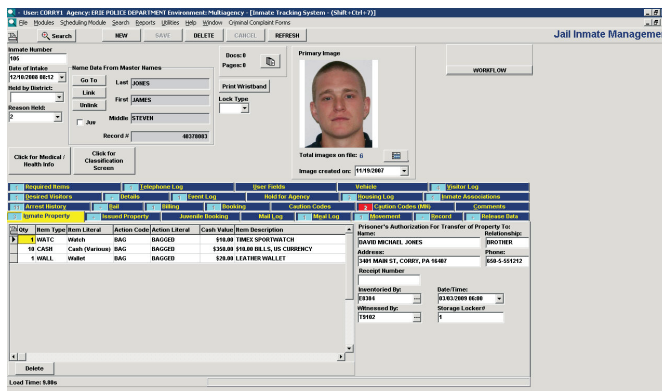 - User: CORRY1 Agency: ERIE POLICE DEPARTMENT Environment: Multiagency - [Inmate Tracking System - (Shift+Ctrl+7)]
File Modules Scheduling Module Search Reports Utilities Help Window Criminal Complaint Forms
Search NEW SAVE DELETE CANCEL REFRESH Jail Inmate Manageme
Inmate Number
105
Date of Intake
12/10/2008 08:12
Held by District:
Reason Held:
2
Name Data From Master Names
Go To Last JONES
Link
Unlink First JAMES
Juv Middle STEVEN
Record # 40370003
Click for Medical / Health Info
Click for Classification Screen
Docs: 0
Pages: 0
Print Wristband
Lock Type
Primary Image
Total images on file: 6
Image created on: 11/19/2007
WORKFLOW
Required Items Telephone Log User Fields Vehicle Visitor Log
Desired Visitors Details Event Log Hold for Agency Housing Log Inmate Associations
Arrest History Bail Billing Booking Caution Codes 2 Caution Codes (MN) Comments
Inmate Property Issued Property Juvenile Booking Mail Log Meal Log Movement Record Release Data
Qty Item Type Item Literal Action Code Action Literal Cash Value Item Description
1 WATC Watch BAG BAGGED $10.00 TIMEX SPORTWATCH
10 CASH Cash (Various) BAG BAGGED $350.00 $10.00 BILLS, US CURRENCY
1 WALL Wallet BAG BAGGED $20.00 LEATHER WALLET
Prisoner's Authorization For Transfer of Property To:
Name: Relationship:
DAVID MICHAEL JONES BROTHER
Address: Phone:
3401 MAIN ST, CORRY, PA 16407 650-5-551212
Receipt Number
Inventoried By: Date/Time:
E0304 03/03/2009 06:00
Witnessed By: Storage Locker#
T9102 1
Delete
Load Time: 9.80s